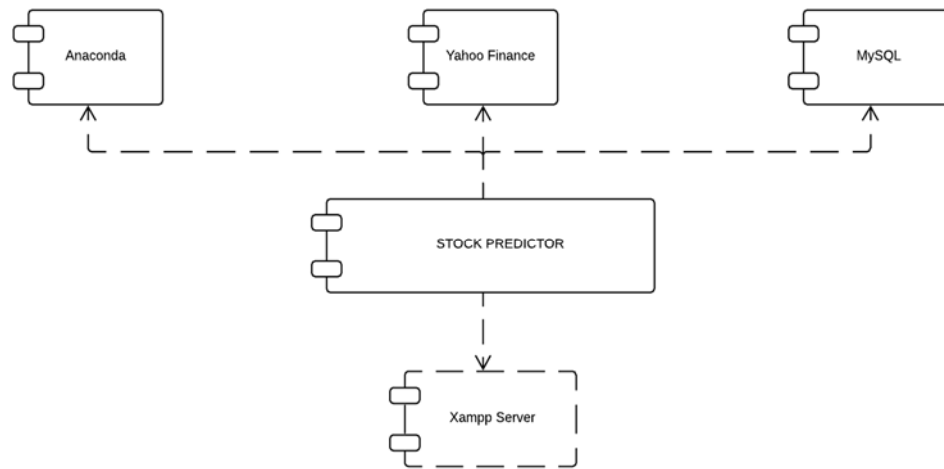 Anaconda
Yahoo Finance
MySQL
STOCK PREDICTOR
Xampp Server